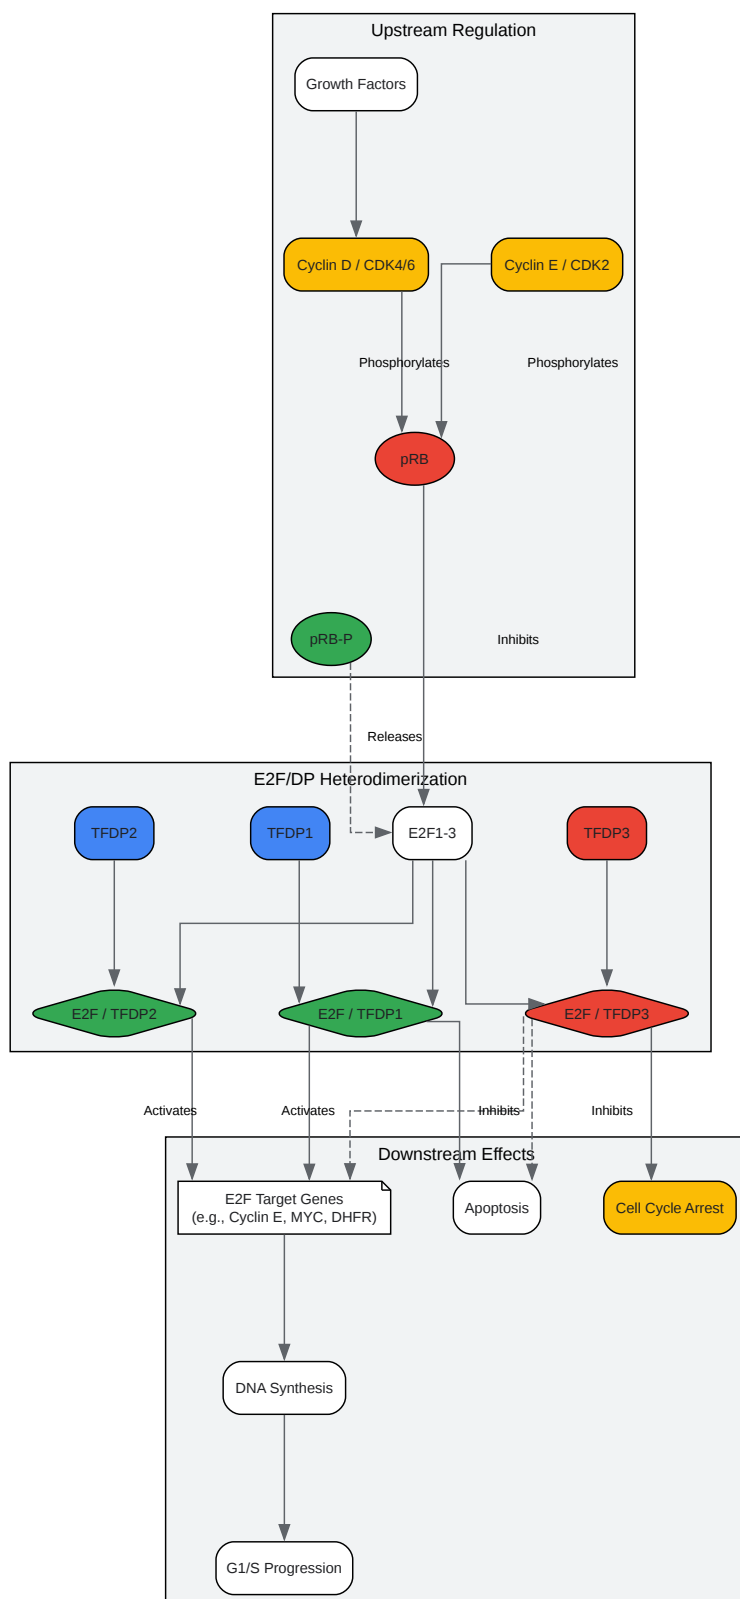 Upstream Regulation
Growth Factors
Cyclin D / CDK4/6
Cyclin E / CDK2
Phosphorylates
Phosphorylates
pRB
pRB-P
Inhibits
Releases
E2F/DP Heterodimerization
TFDP2
TFDP1
E2F1-3
TFDP3
E2F / TFDP2
E2F / TFDP1
E2F / TFDP3
Activates
Activates
Inhibits
Inhibits
Downstream Effects
E2F Target Genes
(e.g., Cyclin E, MYC, DHFR)
Apoptosis
Cell Cycle Arrest
DNA Synthesis
G1/S Progression